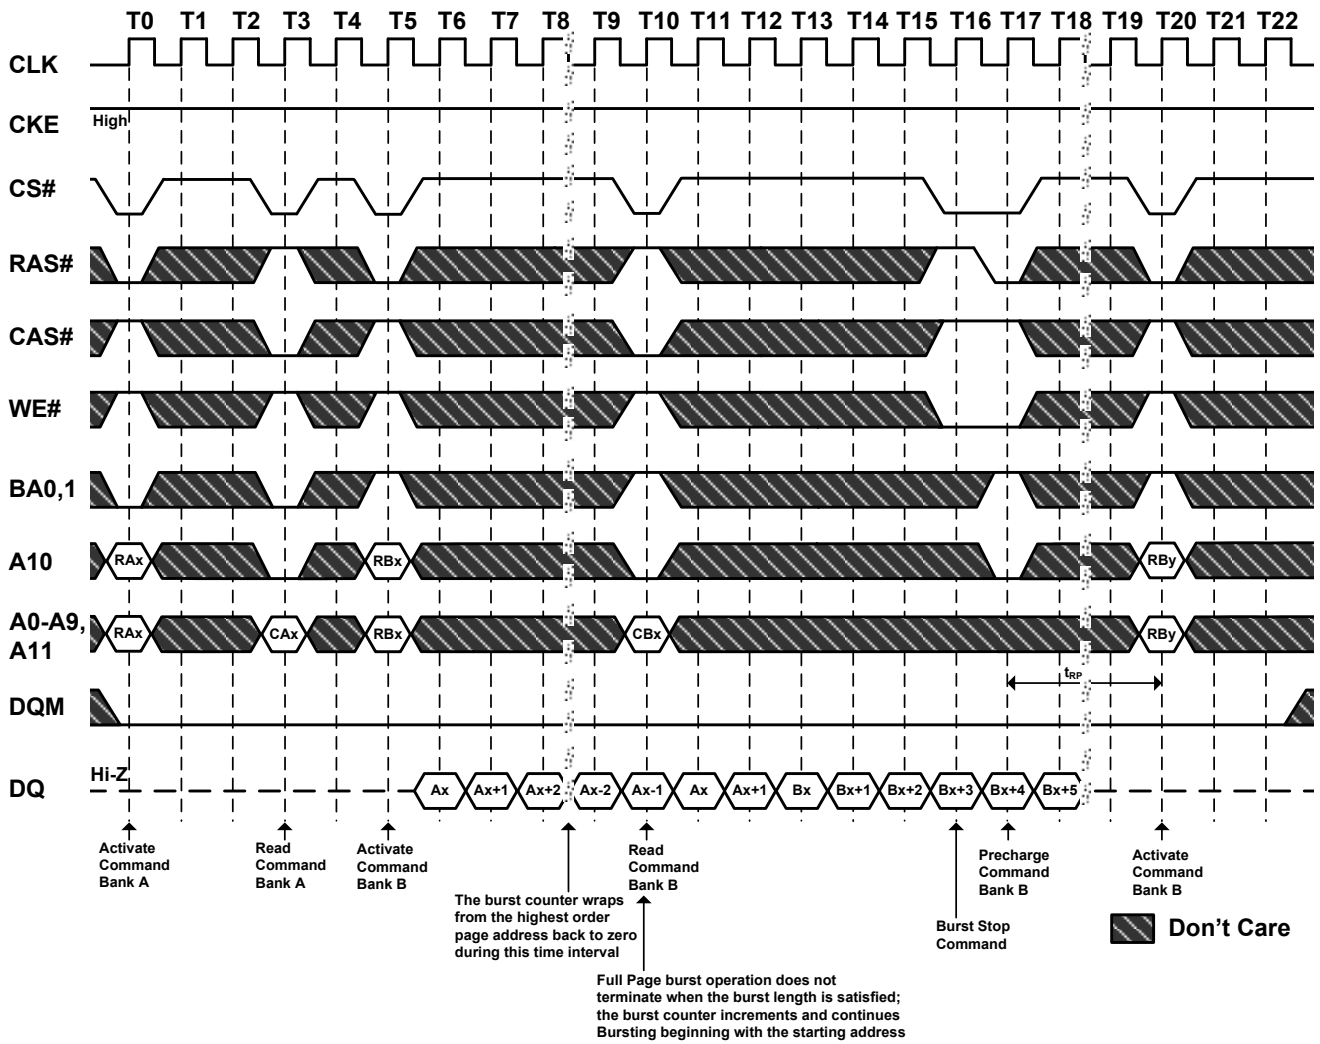 T0 T1 T2 T3 T4 T5 T6 T7 T8 T9 T10 T11 T12 T13 T14 T15 T16 T17 T18 T19 T20 T21 T22
CLK
CKE
High
CS#
RAS#
CAS#
WE#
BA0,1
A10
RAx RBx RBy
A0-A9,
A11
RAx CAx RBx CBx RBy
tRP
DQM
Hi-Z
DQ
Ax Ax+1 Ax+2 Ax-2 Ax-1 Ax Ax+1 Bx Bx+1 Bx+2 Bx+3 Bx+4 Bx+5
Activate
Command
Bank A
Read
Command
Bank A
Activate
Command
Bank B
The burst counter wraps
from the highest order
page address back to zero
during this time interval
Read
Command
Bank B
Full Page burst operation does not
terminate when the burst length is satisfied;
the burst counter increments and continues
Bursting beginning with the starting address
Burst Stop
Command
Precharge
Command
Bank B
Activate
Command
Bank B
Don't Care